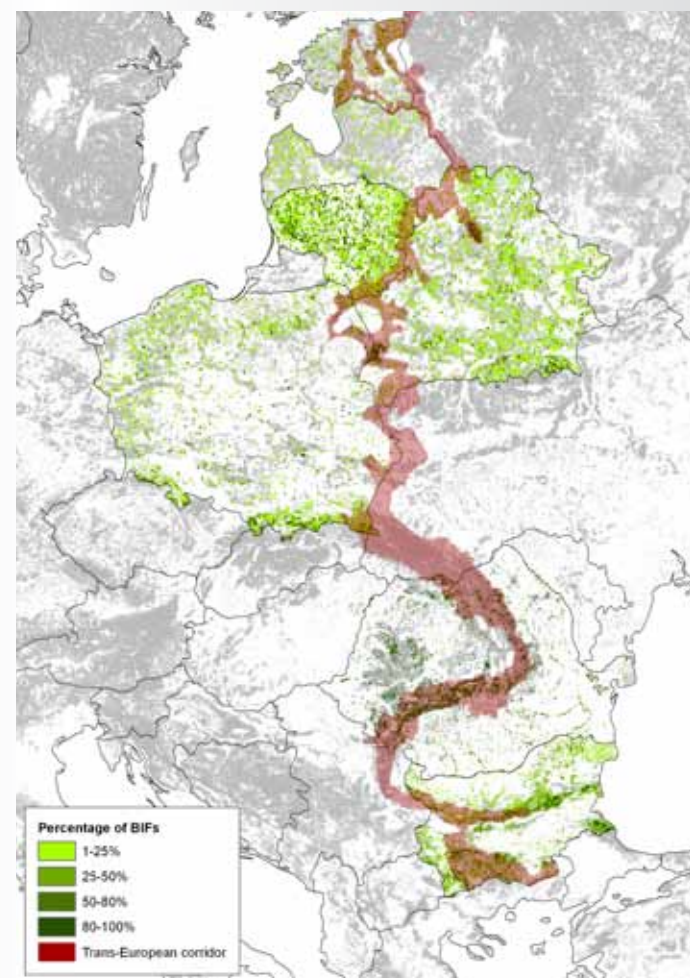 Percentage of BIFs
1-25%
25-50%
50-80%
80-100%
Trans-European corridor